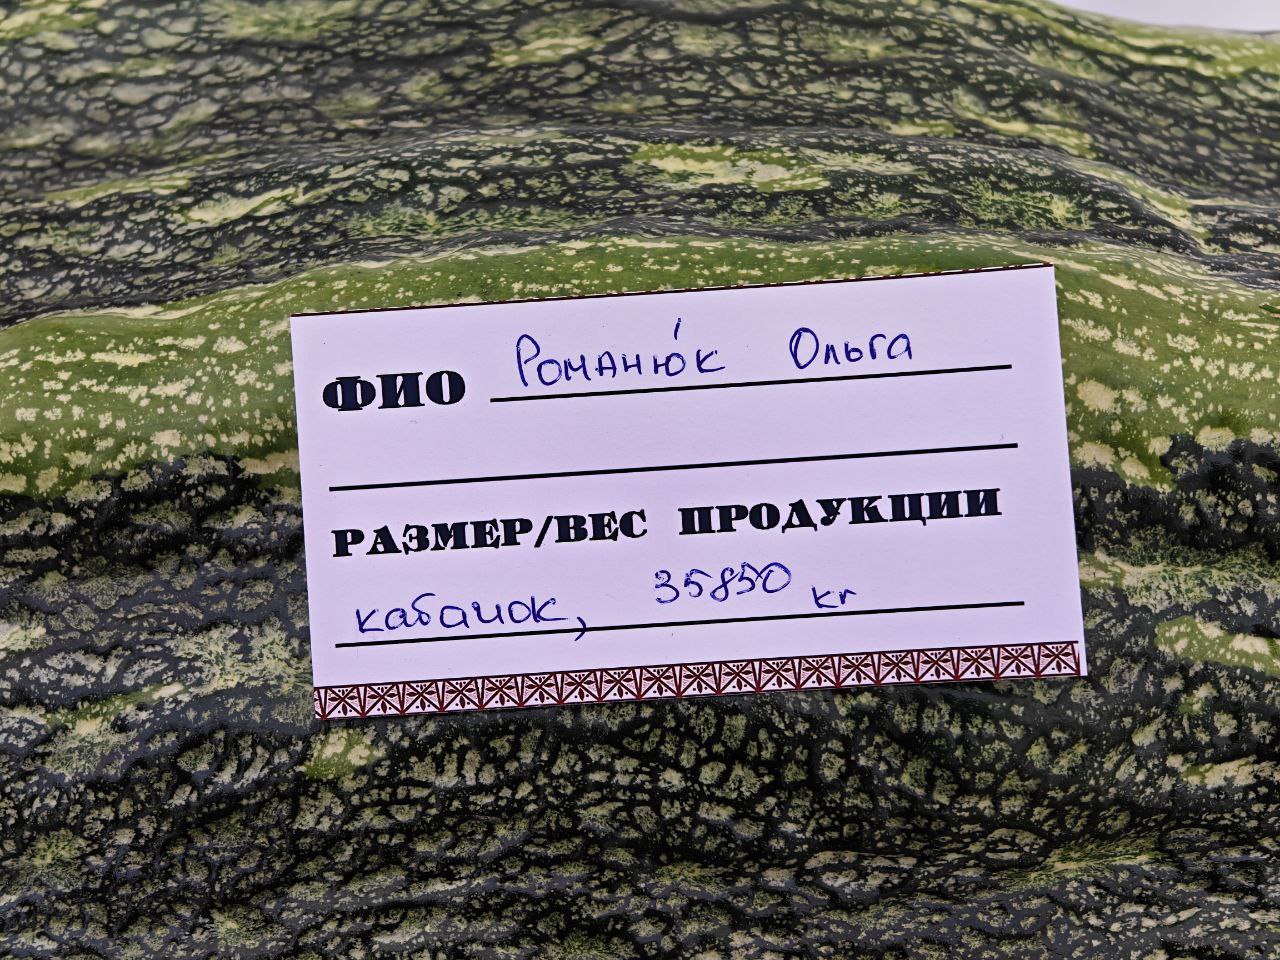 ФИО Романю́к Ольга
РАЗМЕР/ВЕС ПРОДУКЦИИ
кабачок, 35850 кг